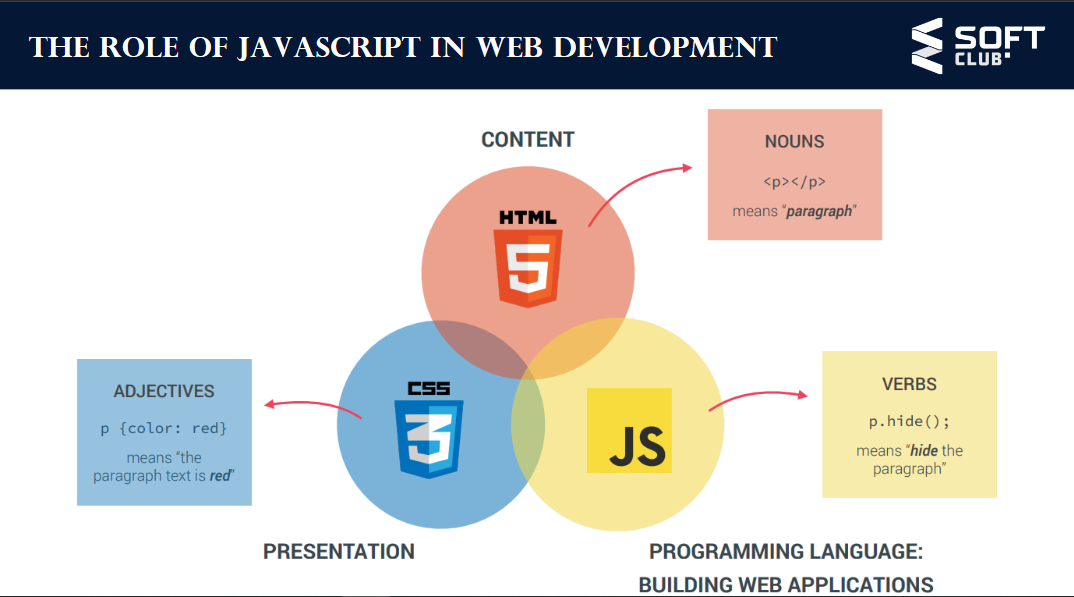 THE ROLE OF JAVASCRIPT IN WEB DEVELOPMENT
SOFT
CLUB
CONTENT
HTML
5
NOUNS
<p></p>
means “paragraph”
ADJECTIVES
p {color: red}
means “the
paragraph text is red”
CSS
3
JS
VERBS
p.hide();
means “hide the
paragraph”
PRESENTATION
PROGRAMMING LANGUAGE:
BUILDING WEB APPLICATIONS